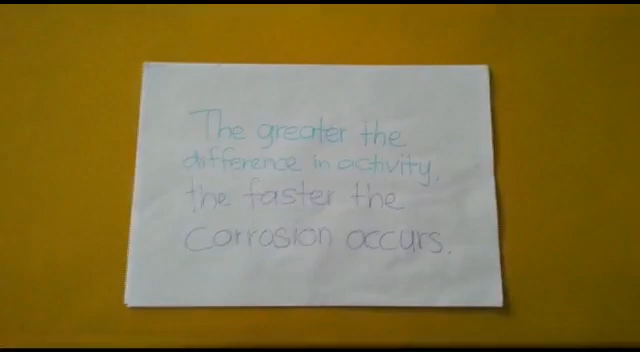 The greater the
difference in activity,
the faster the
corrosion occurs.